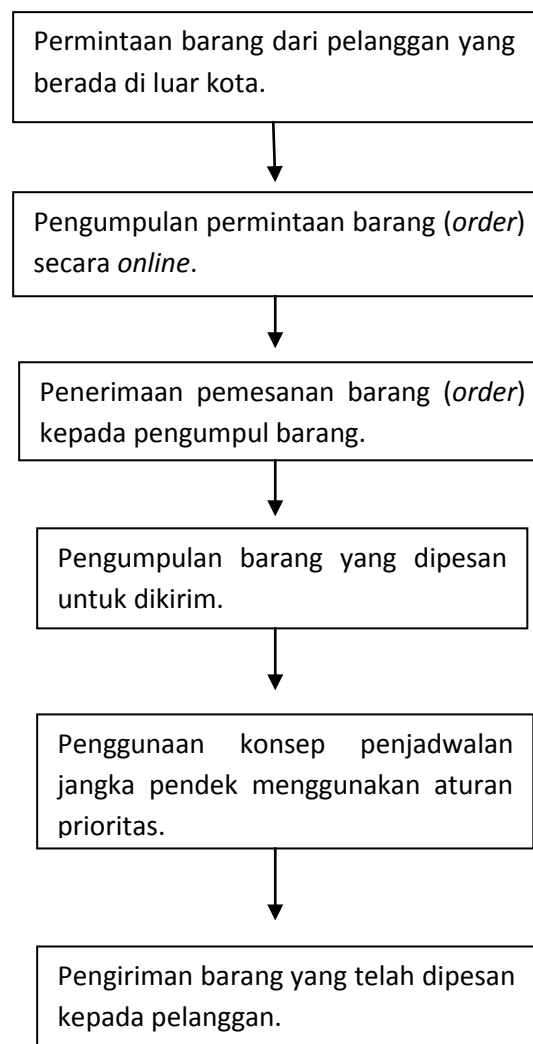 Permintaan barang dari pelanggan yang
berada di luar kota.
Pengumpulan permintaan barang (order)
secara online.
Penerimaan pemesanan barang (order)
kepada pengumpul barang.
Pengumpulan barang yang dipesan
untuk dikirim.
Penggunaan konsep penjadwalan
jangka pendek menggunakan aturan
prioritas.
Pengiriman barang yang telah dipesan
kepada pelanggan.